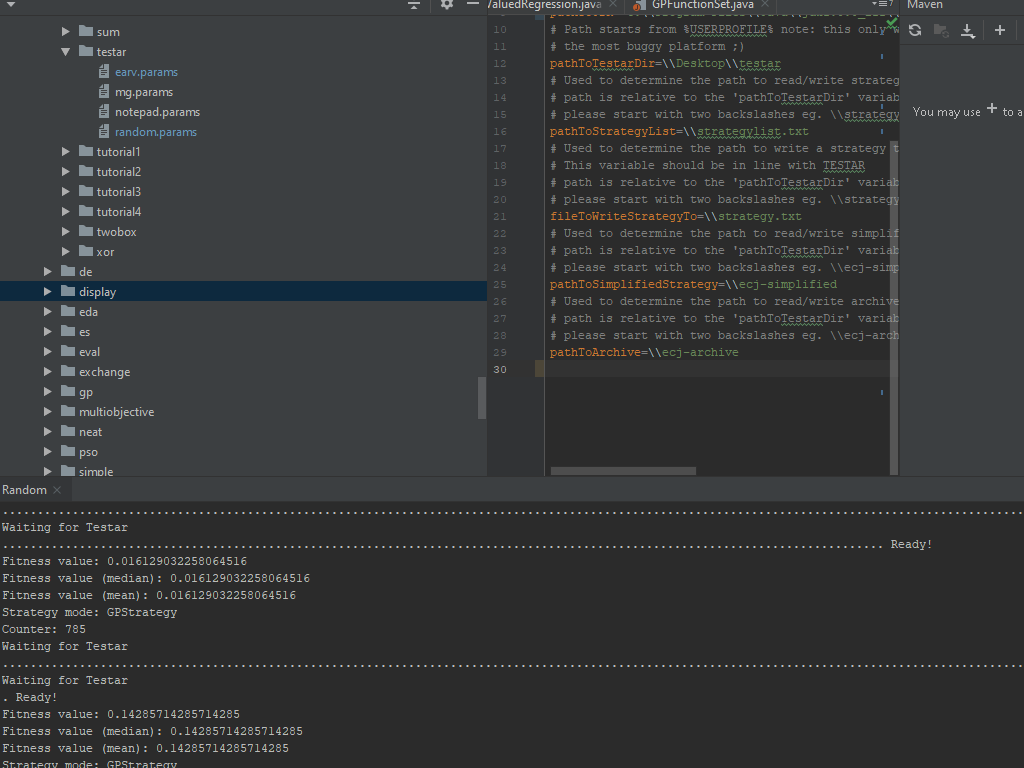 ValuedRegression.java
GPFunctionSet.java
7
Maven
sum
testar
earv.params
mg.params
notepad.params
random.params
tutorial1
tutorial2
tutorial3
tutorial4
twobox
xor
de
display
eda
es
eval
exchange
gp
multiobjective
neat
pso
simple
10 # Path starts from %USERPROFILE% note: this only w
11 # the most buggy platform ;)
12 pathToTestarDir=\\Desktop\\testar
13 # Used to determine the path to read/write strateg
14 # path is relative to the 'pathToTestarDir' variab
15 # please start with two backslashes eg. \\strategy
16 pathToStrategyList=\\strategylist.txt
17 # Used to determine the path to write a strategy t
18 # This variable should be in line with TESTAR
19 # path is relative to the 'pathToTestarDir' variab
20 # please start with two backslashes eg. \\strategy
21 fileToWriteStrategyTo=\\strategy.txt
22 # Used to determine the path to read/write simplif
23 # path is relative to the 'pathToTestarDir' variab
24 # please start with two backslashes eg. \\ecj-simp
25 pathToSimplifiedStrategy=\\ecj-simplified
26 # Used to determine the path to read/write archive
27 # path is relative to the 'pathToTestarDir' variab
28 # please start with two backslashes eg. \\ecj-arch
29 pathToArchive=\\ecj-archive
30
You may use + to a
Random
Waiting for Testar
Ready!
Fitness value: 0.016129032258064516
Fitness value (median): 0.016129032258064516
Fitness value (mean): 0.016129032258064516
Strategy mode: GPStrategy
Counter: 785
Waiting for Testar
Waiting for Testar
. Ready!
Fitness value: 0.14285714285714285
Fitness value (median): 0.14285714285714285
Fitness value (mean): 0.14285714285714285
Strategy mode: GPStrategy